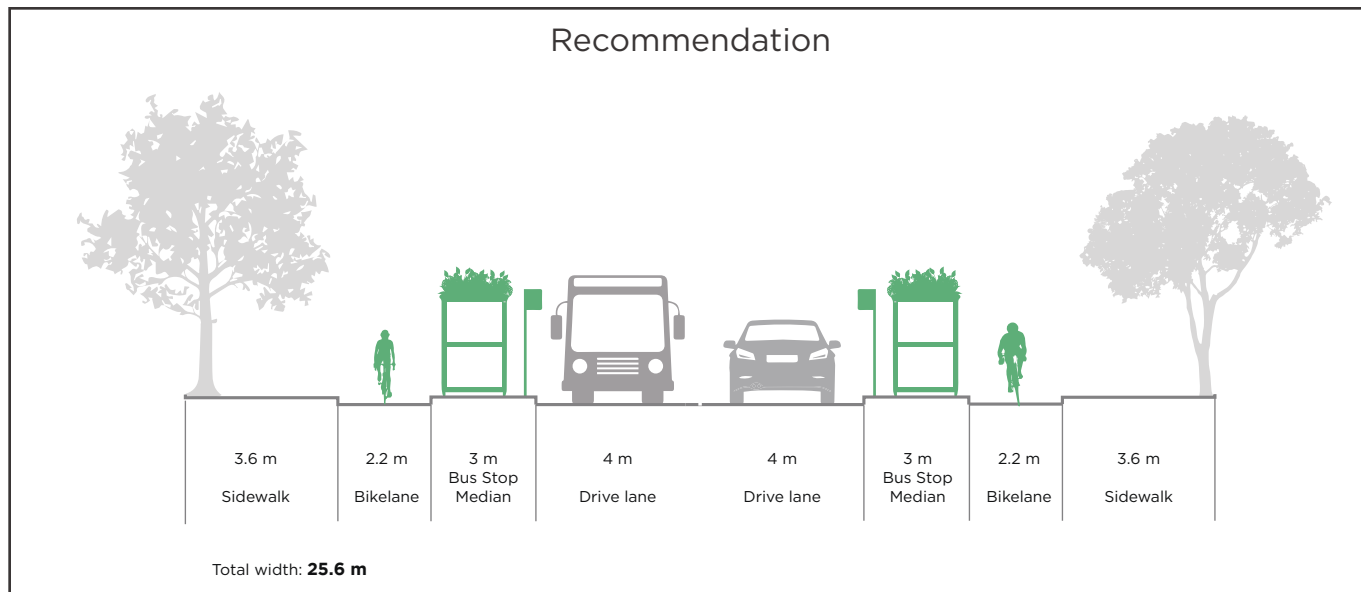 Recommendation
3.6 m
Sidewalk
2.2 m
Bikelane
3 m
Bus Stop
Median
4 m
Drive lane
4 m
Drive lane
3 m
Bus Stop
Median
2.2 m
Bikelane
3.6 m
Sidewalk
Total width: 25.6 m